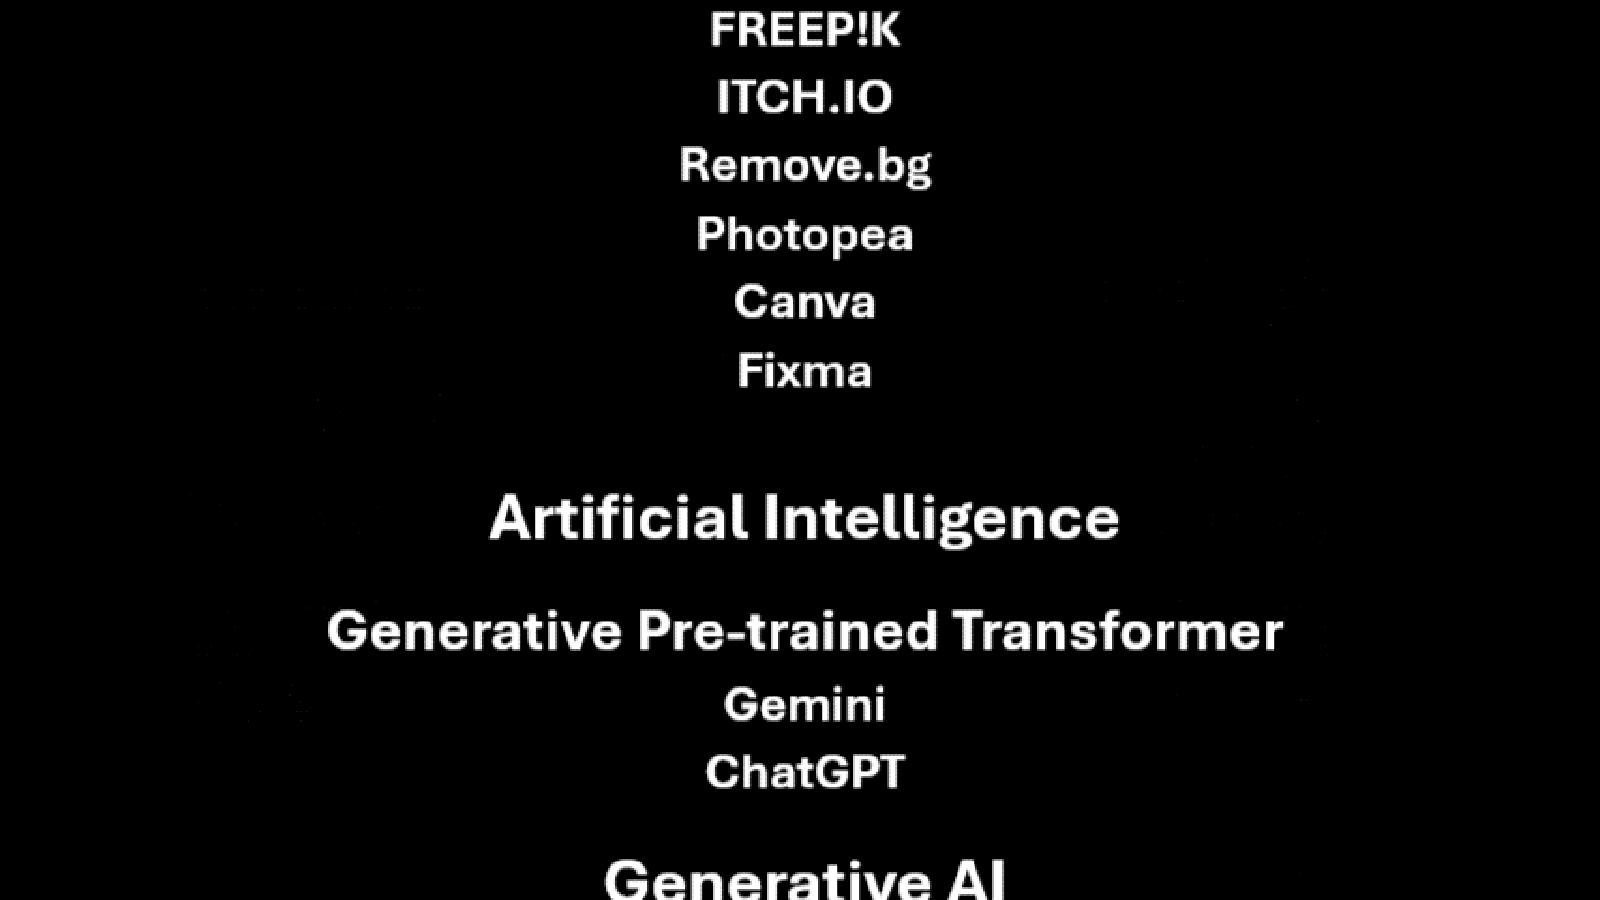 FREEP!K
ITCH.IO
Remove.bg
Photopea
Canva
Fixma
Artificial Intelligence
Generative Pre-trained Transformer
Gemini
ChatGPT
Generative AI